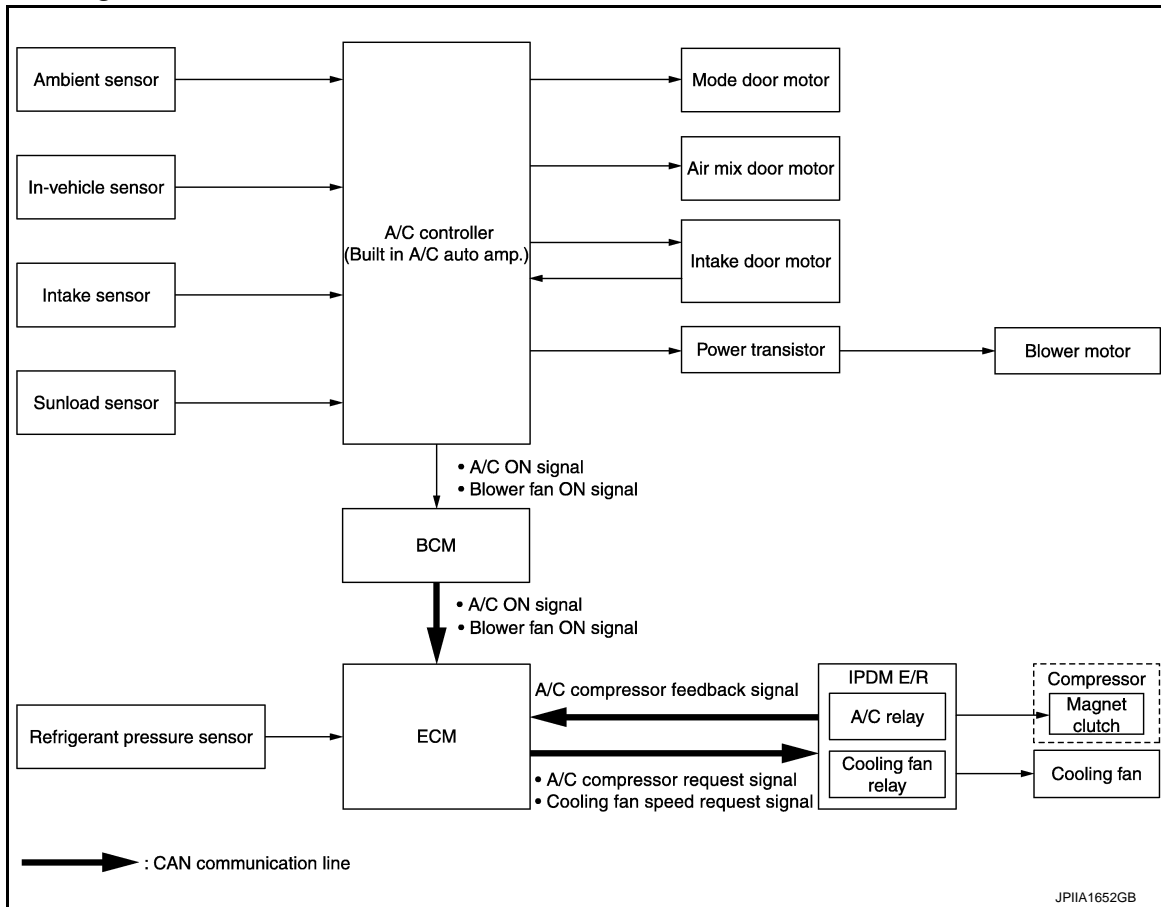 Ambient sensor
In-vehicle sensor
Intake sensor
Sunload sensor
A/C controller
(Built in A/C auto amp.)
Mode door motor
Air mix door motor
Intake door motor
Power transistor
Blower motor
• A/C ON signal
• Blower fan ON signal
BCM
• A/C ON signal
• Blower fan ON signal
Refrigerant pressure sensor
ECM
A/C compressor feedback signal
• A/C compressor request signal
• Cooling fan speed request signal
IPDM E/R
A/C relay
Cooling fan
relay
Compressor
Magnet
clutch
Cooling fan
: CAN communication line
JPIIA1652GB